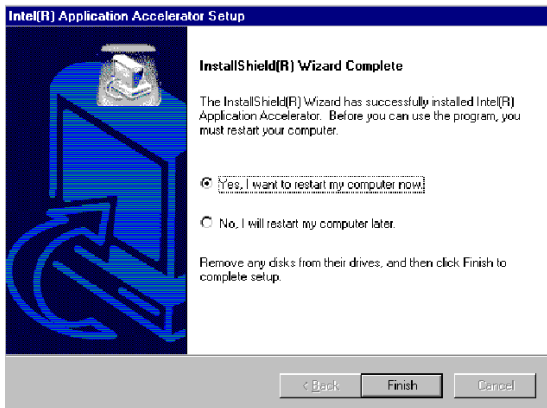 Intel(R) Application Accelerator Setup
InstallShield(R) Wizard Complete
The InstallShield(R) Wizard has successfully installed Intel(R)
Application Accelerator. Before you can use the program, you
must restart your computer.
Yes, I want to restart my computer now.
No, I will restart my computer later.
Remove any disks from their drives, and then click Finish to
complete setup.
< Back
Finish
Cancel